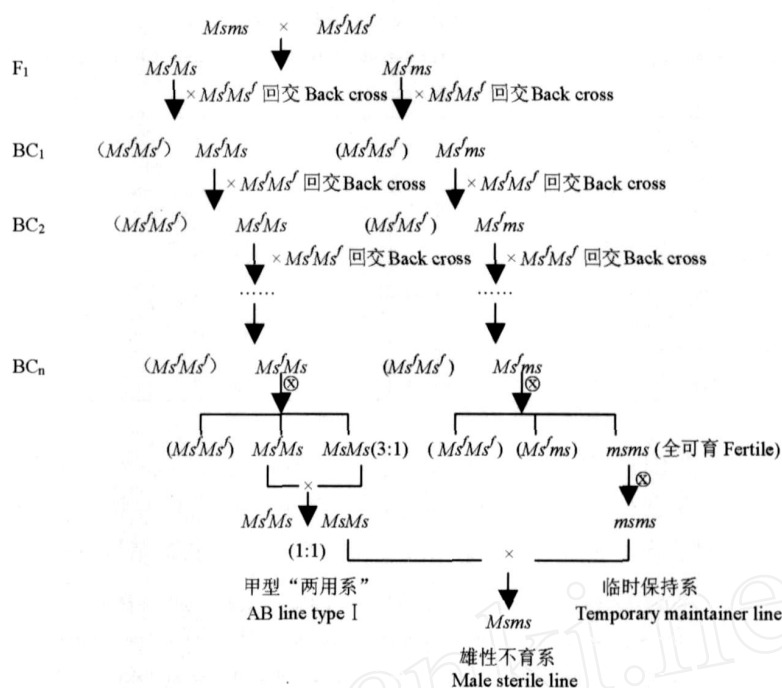 Msms × MsᶠMsᶠ
F₁ MsᶠMs Msᶠms
× MsᶠMsᶠ 回交 Back cross × MsᶠMsᶠ 回交 Back cross
BC₁ (MsᶠMsᶠ) MsᶠMs (MsᶠMsᶠ) Msᶠms
× MsᶠMsᶠ 回交 Back cross × MsᶠMsᶠ 回交 Back cross
BC₂ (MsᶠMsᶠ) MsᶠMs (MsᶠMsᶠ) Msᶠms
× MsᶠMsᶠ 回交 Back cross × MsᶠMsᶠ 回交 Back cross
…… ……
BCn (MsᶠMsᶠ) MsᶠMs (MsᶠMsᶠ) Msᶠms
⊗ ⊗
(MsᶠMsᶠ) MsᶠMs MsMs(3:1) (MsᶠMsᶠ) (Msᶠms) msms (全可育 Fertile)
× ⊗
MsᶠMs MsMs msms
(1:1) ×
甲型“两用系” 临时保持系
AB line type Ⅰ Temporary maintainer line
Msms
雄性不育系
Male sterile line